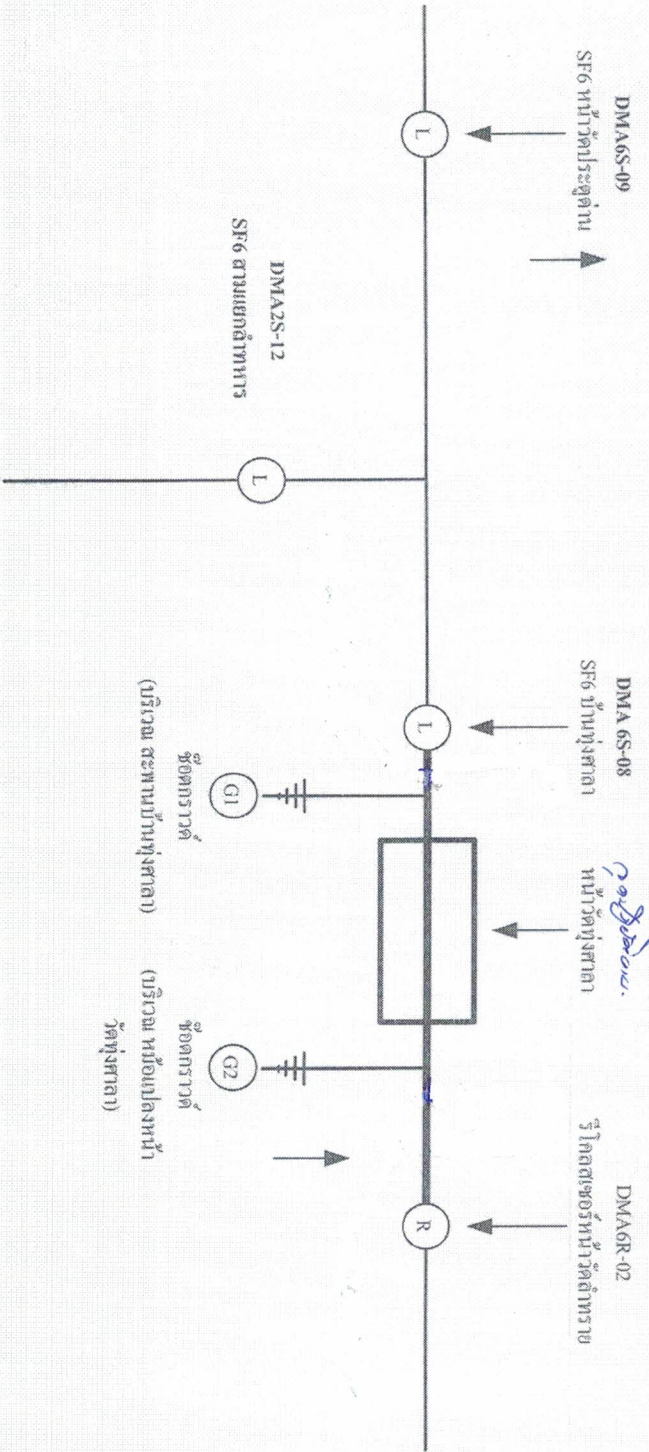 DMA6S-09
SF6 หน้าวัดประดู่ด่าน
L
DMA2S-12
SF6 สามแยกลำทหาร
L
DMA 6S-08
SF6 บ้านทุ่งศาลา
L
ช๊อตกราวด์
G1
(บริเวณ สะพานบ้านทุ่งศาลา)
หน้าวัดทุ่งศาลา
ช๊อตกราวด์
G2
(บริเวณ หม้อแปลงหน้า
วัดทุ่งศาลา)
DMA6R-02
รีโคลสเซอร์หน้าวัดลำทราย
R